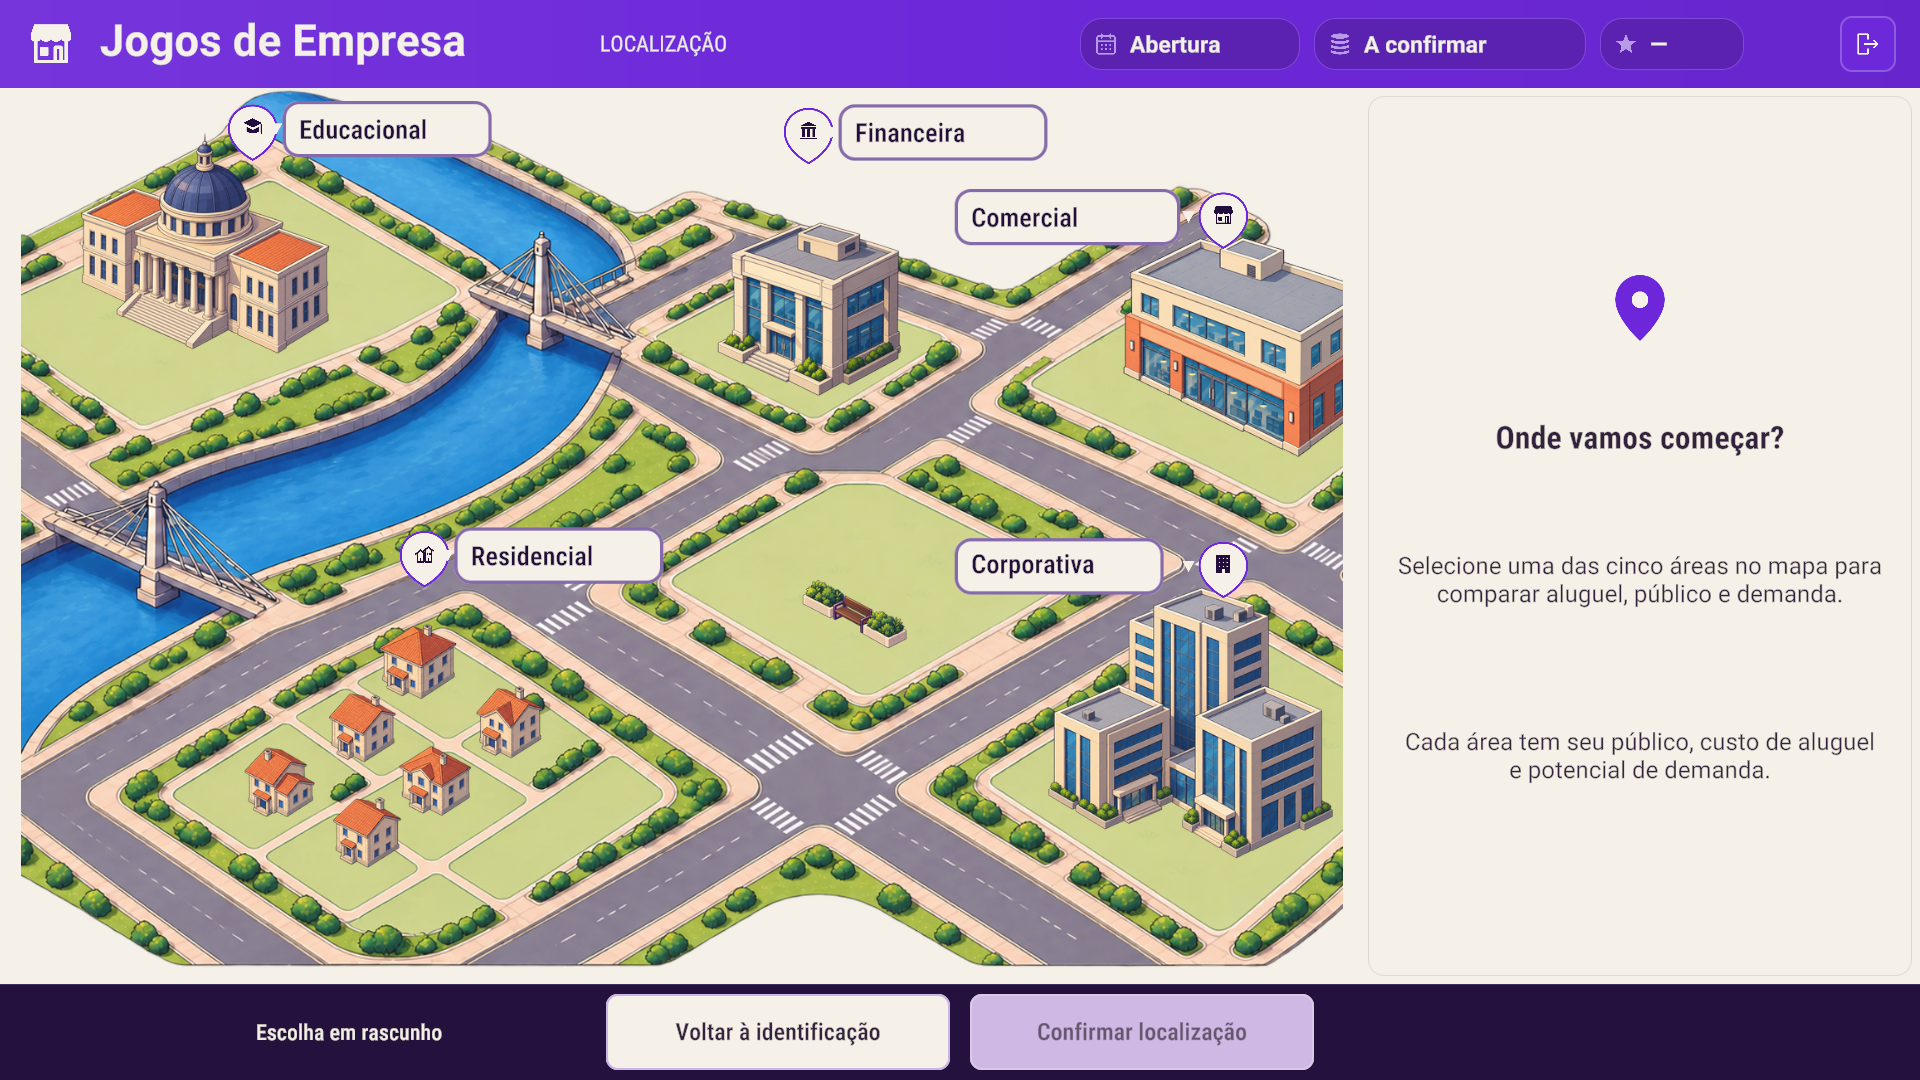 Jogos de Empresa
LOCALIZAÇÃO
Abertura
A confirmar
–
Educacional
Financeira
Comercial
Residencial
Corporativa
Onde vamos começar?
Selecione uma das cinco áreas no mapa para
comparar aluguel, público e demanda.
Cada área tem seu público, custo de aluguel
e potencial de demanda.
Escolha em rascunho
Voltar à identificação
Confirmar localização